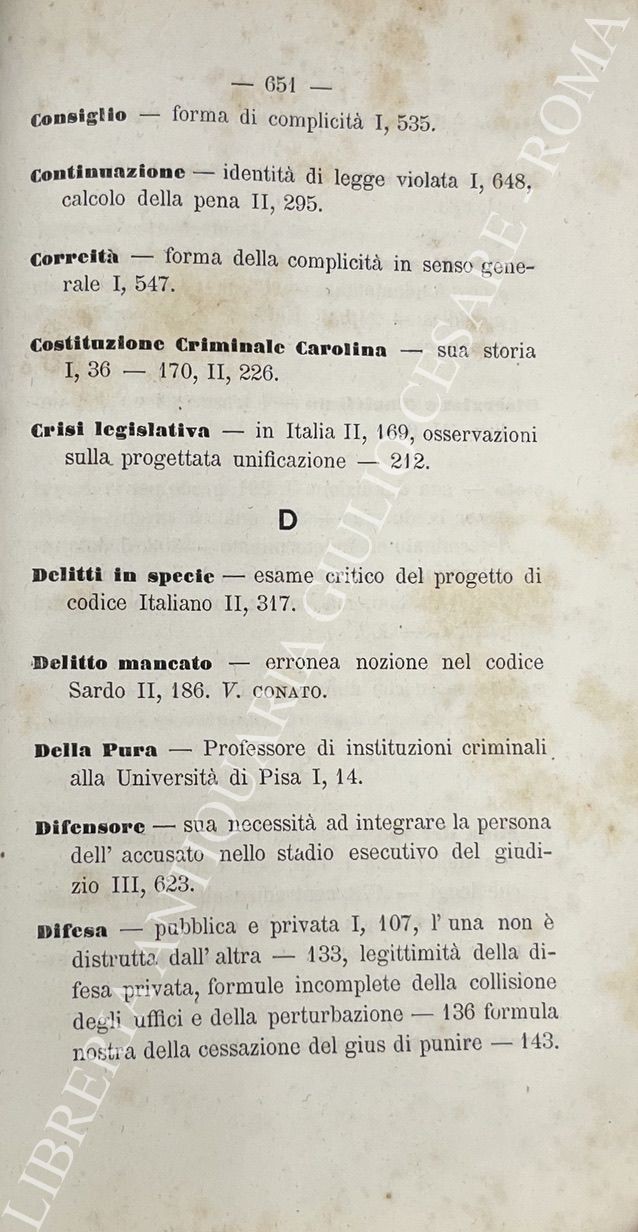 — 651 —
Consiglio — forma di complicità I, 535.
Continuazione — identità di legge violata I, 648,
calcolo della pena II, 295.
Correità — forma della complicità in senso gene-
rale I, 547.
Costituzione Criminale Carolina — sua storia
I, 36 — 170, II, 226.
Crisi legislativa — in Italia II, 169, osservazioni
sulla progettata unificazione — 212.
D
Delitti in specie — esame critico del progetto di
codice Italiano II, 317.
Delitto mancato — erronea nozione nel codice
Sardo II, 186. V. CONATO.
Della Pura — Professore di instituzioni criminali
alla Università di Pisa I, 14.
Difensore — sua necessità ad integrare la persona
dell' accusato nello stadio esecutivo del giudi-
zio III, 623.
Difesa — pubblica e privata I, 107, l' una non è
distrutta dall' altra — 133, legittimità della di-
fesa privata, formule incomplete della collisione
degli uffici e della perturbazione — 136 formula
nostra della cessazione del gius di punire — 143.
LIBRERIA ANTIQUARIA GIULIO CESARE - ROMA